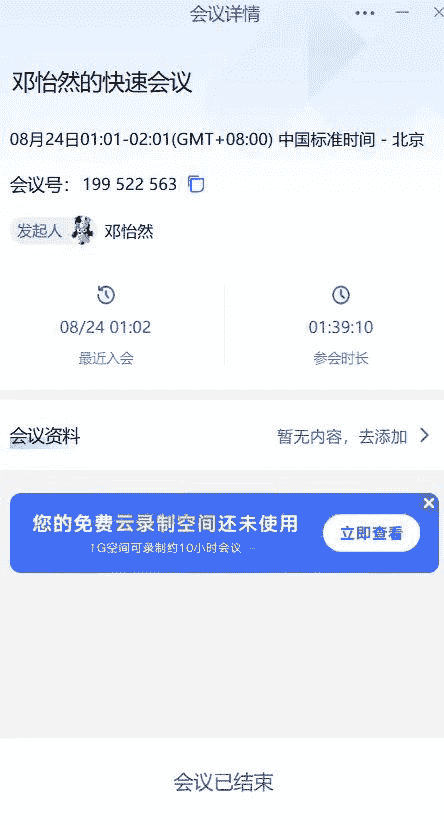 会议详情
邓怡然的快速会议
08月24日01:01-02:01(GMT+08:00) 中国标准时间 - 北京
会议号： 199 522 563
发起人 邓怡然
08/24 01:02
最近入会
01:39:10
参会时长
会议资料
暂无内容，去添加
您的免费云录制空间还未使用
1G空间可录制约10小时会议
立即查看
会议已结束